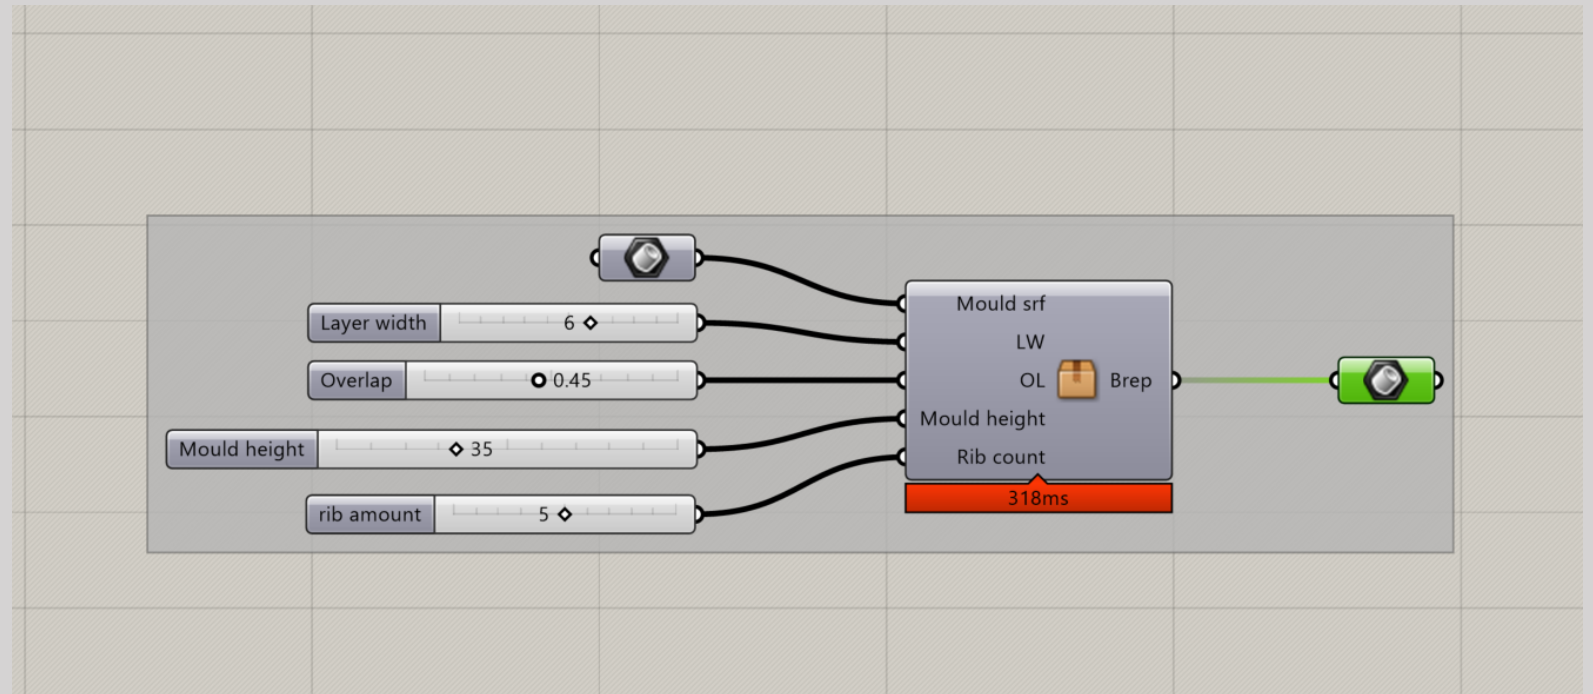 Mould srf
Layer width 6
LW
Overlap 0.45
OL
Brep
Mould height 35
Mould height
Rib count
rib amount 5
318ms